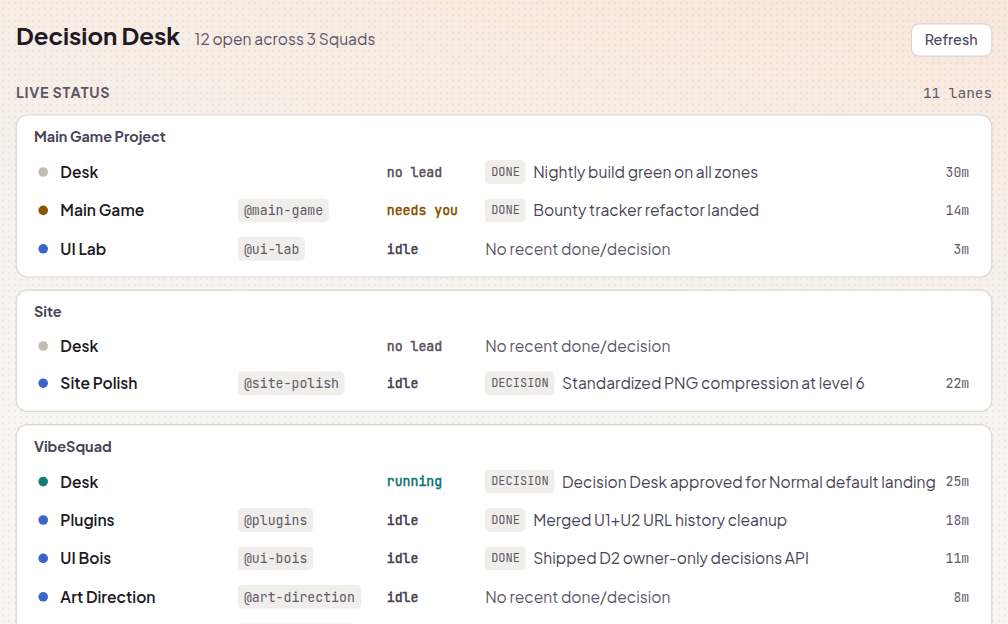 Decision Desk 12 open across 3 Squads Refresh
LIVE STATUS 11 lanes
Main Game Project
Desk no lead DONE Nightly build green on all zones 30m
Main Game @main-game needs you DONE Bounty tracker refactor landed 14m
UI Lab @ui-lab idle No recent done/decision 3m
Site
Desk no lead No recent done/decision
Site Polish @site-polish idle DECISION Standardized PNG compression at level 6 22m
VibeSquad
Desk running DECISION Decision Desk approved for Normal default landing 25m
Plugins @plugins idle DONE Merged U1+U2 URL history cleanup 18m
UI Bois @ui-bois idle DONE Shipped D2 owner-only decisions API 11m
Art Direction @art-direction idle No recent done/decision 8m